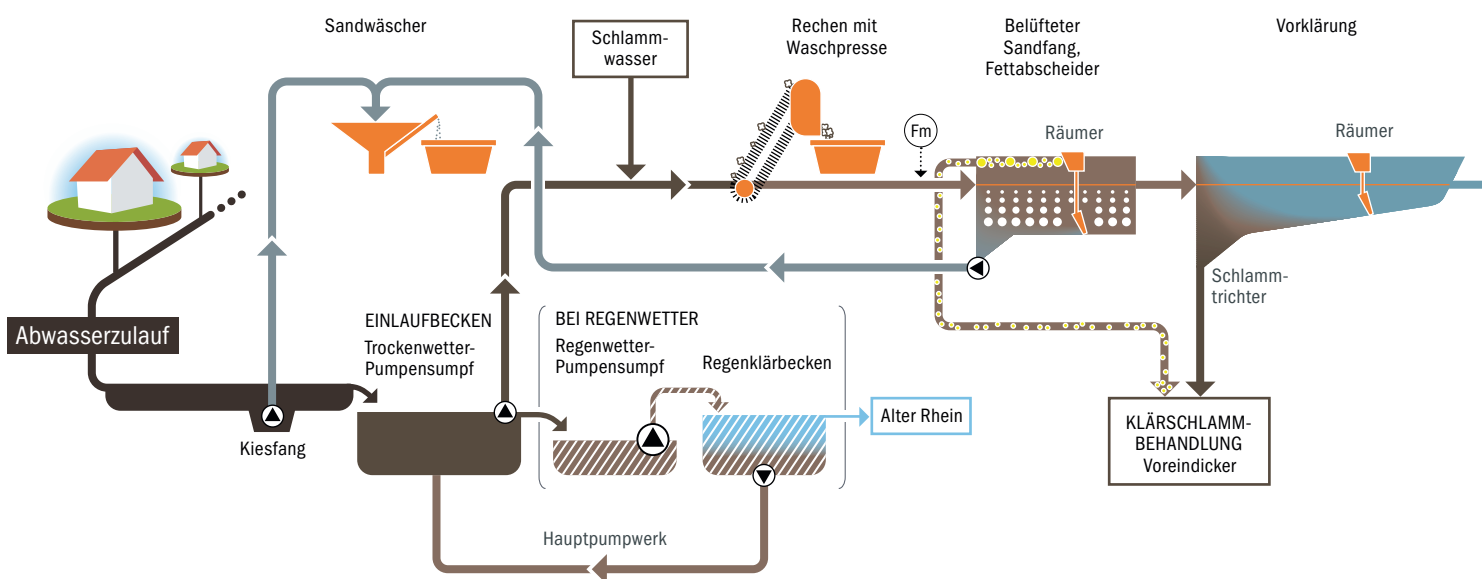 Sandwäscher
Schlamm-
wasser
Rechen mit
Waschpresse
Belüfteter
Sandfang,
Fettabscheider
Vorklärung
Fm
Räumer
Räumer
Abwasserzulauf
Schlamm-
trichter
EINLAUFBECKEN
Trockenwetter-
Pumpensumpf
BEI REGENWETTER
Regenwetter-
Pumpensumpf
Regenklärbecken
Alter Rhein
Kiesfang
KLÄRSCHLAMM-
BEHANDLUNG
Voreindicker
Hauptpumpwerk